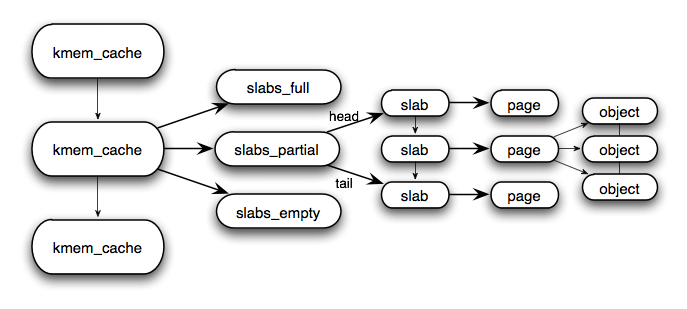 kmem_cache
slabs_full
head
slab
page
object
kmem_cache
slabs_partial
slab
page
object
tail
slab
page
object
slabs_empty
kmem_cache